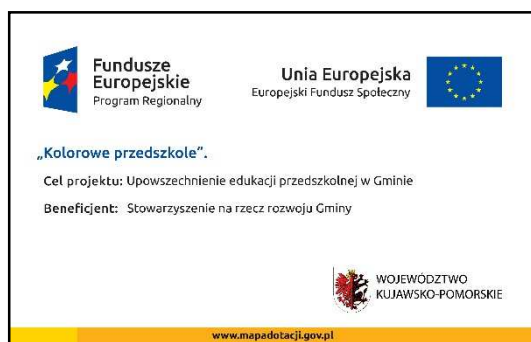 Fundusze
Europejskie
Program Regionalny
Unia Europejska
Europejski Fundusz Społeczny
„Kolorowe przedszkole”.
Cel projektu: Upowszechnienie edukacji przedszkolnej w Gminie
Beneficjent: Stowarzyszenie na rzecz rozwoju Gminy
WOJEWÓDZTWO
KUJAWSKO-POMORSKIE
www.mapadotacji.gov.pl